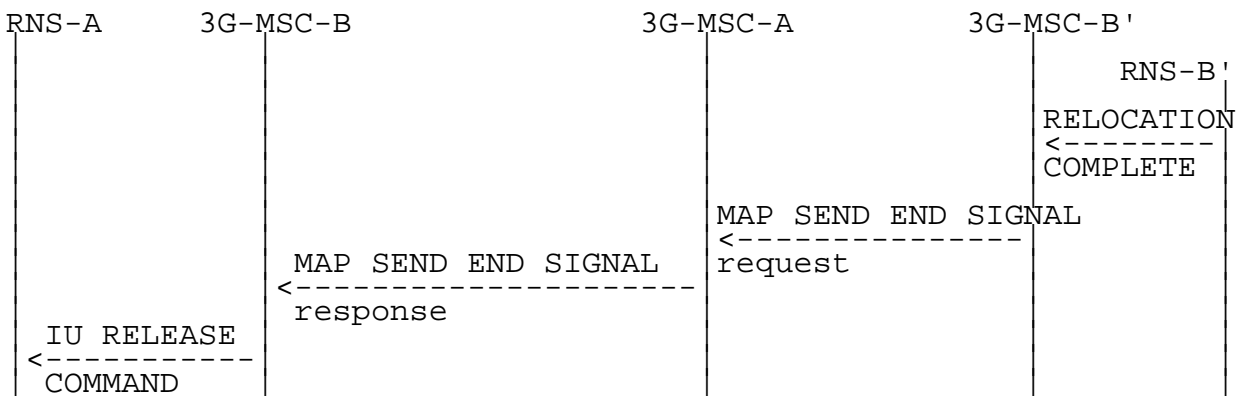 RNS-A 3G-MSC-B 3G-MSC-A 3G-MSC-B'
RNS-B'
RELOCATION
COMPLETE
MAP SEND END SIGNAL
request
MAP SEND END SIGNAL
response
IU RELEASE
COMMAND